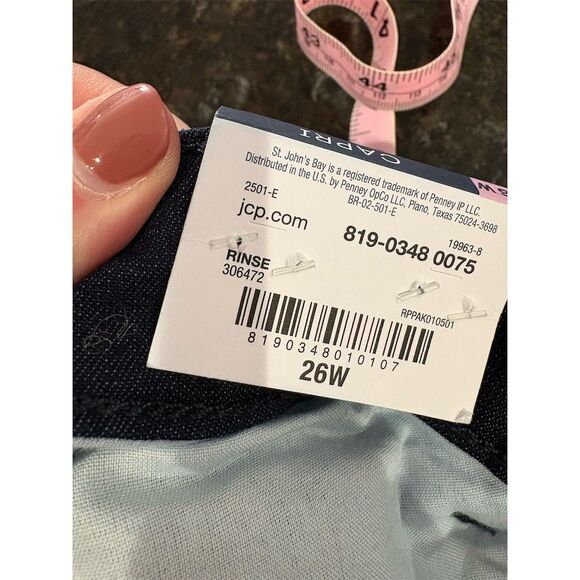 CAPRI
St. John's Bay is a registered trademark of Penney IP LLC.
Distributed in the U.S. by Penney OpCo LLC, Plano, Texas 75024-3698
2501-E
BR-02-501-E
jcp.com
819-0348 0075
19963-8
RINSE
306472
RPPAK010501
8190348010107
26W
44